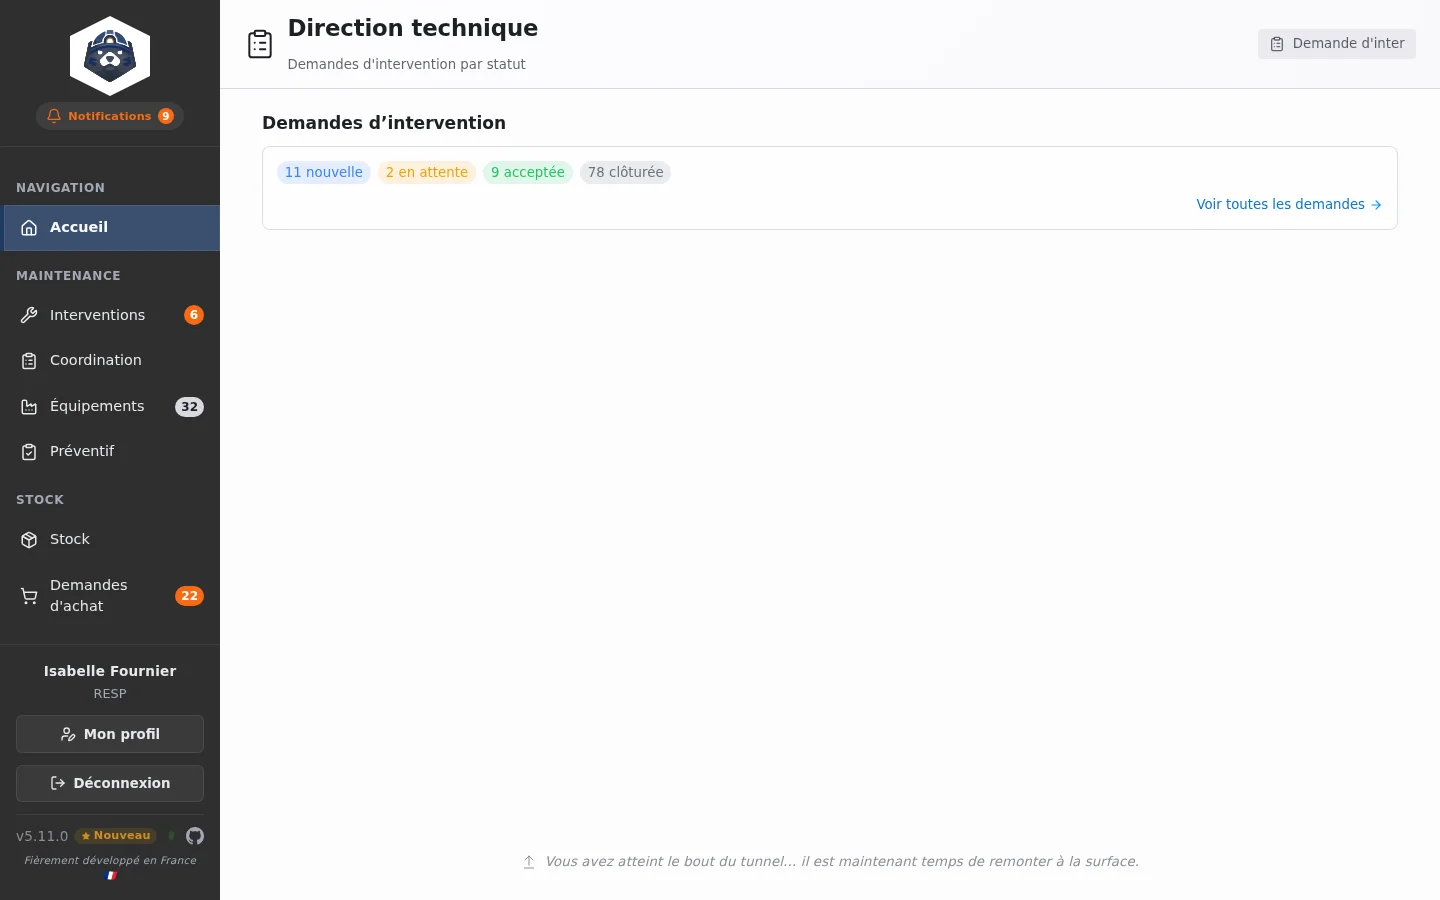 Notifications 9
NAVIGATION
Accueil
MAINTENANCE
Interventions 6
Coordination
Équipements 32
Préventif
STOCK
Stock
Demandes
d'achat
22
Isabelle Fournier
RESP
Mon profil
Déconnexion
v5.11.0 Nouveau
Fièrement développé en France
Direction technique
Demandes d'intervention par statut
Demande d'inter
Demandes d’intervention
11 nouvelle 2 en attente 9 acceptée 78 clôturée
Voir toutes les demandes
Vous avez atteint le bout du tunnel... il est maintenant temps de remonter à la surface.